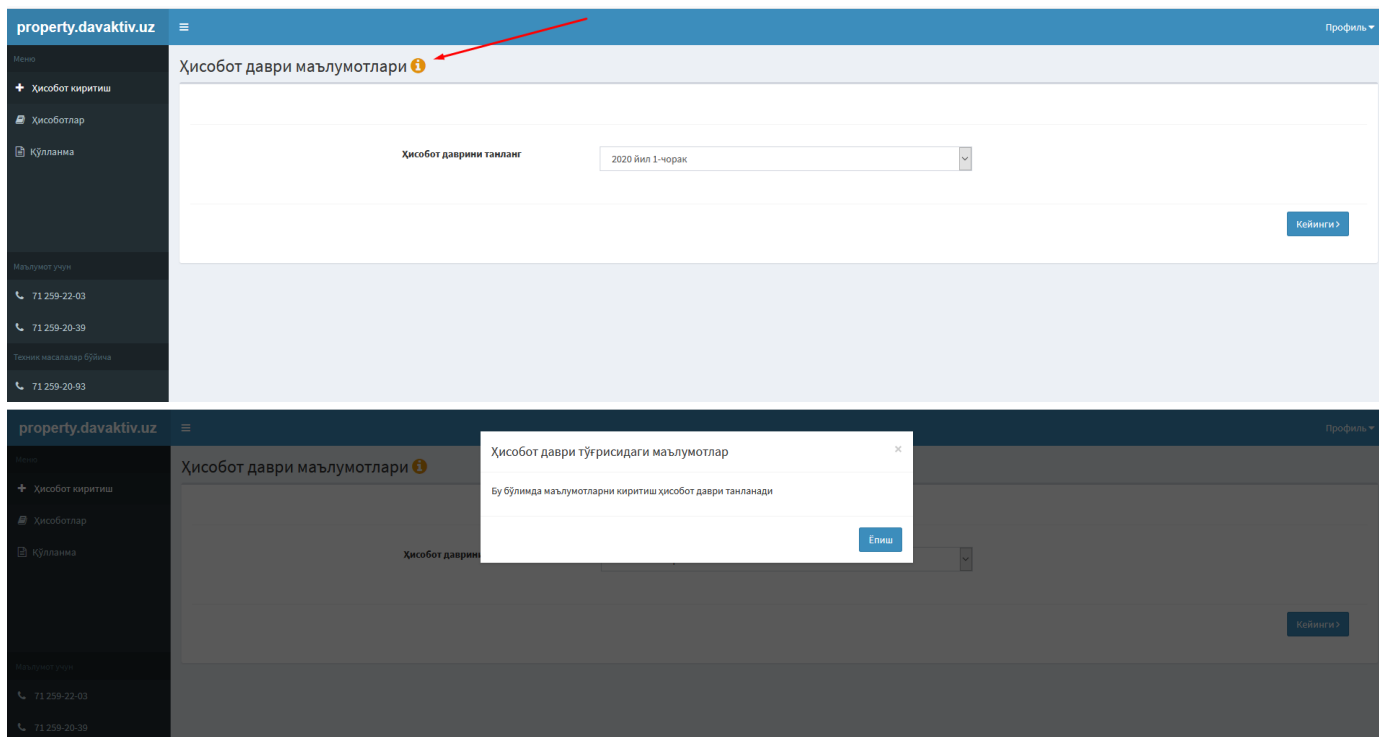 property.davaktiv.uz
Профиль
Меню
Ҳисобот даври маълумотлари
Ҳисобот киритиш
Ҳисоботлар
Қўлланма
Ҳисобот даврини танланг
2020 йил 1-чорак
Кейинги >
Маълумот учун
71 259-22-03
71 259-20-39
Техник масалалар бўйича
71 259-20-93
property.davaktiv.uz
Профиль
Меню
Ҳисобот даври маълумотлари
Ҳисобот киритиш
Ҳисоботлар
Қўлланма
Ҳисобот даври тўғрисидаги маълумотлар
×
Бу бўлимда маълумотларни киритиш ҳисобот даври танланади
Ёпиш
Ҳисобот даврини
Кейинги >
Маълумот учун
71 259-22-03
71 259-20-39